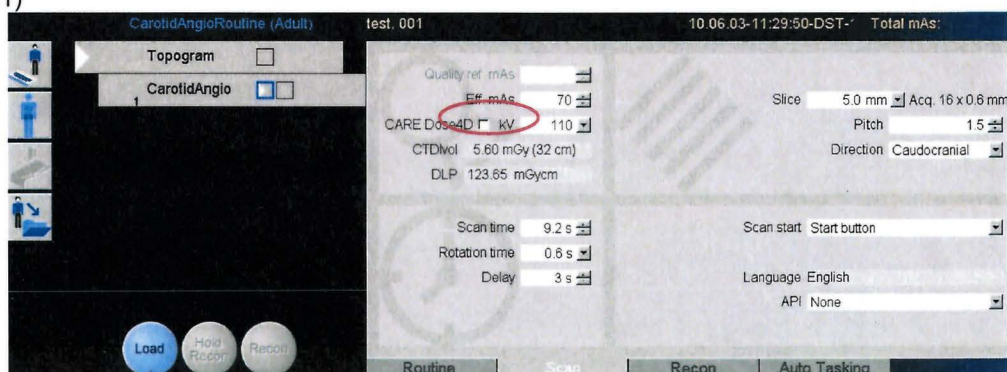 CarotidAngioRoutine (Adult) test, 001 10.06.03-11:29:50-DST- Total mAs:
Topogram
1 CarotidAngio
Quality ref. mAs
Eff. mAs 70
CARE Dose4D kV 110
CTDIvol 5.60 mGy (32 cm)
DLP 123.65 mGycm
Slice 5.0 mm Acq. 16 x 0.6 mm
Pitch 1.5
Direction Caudocranial
Scan time 9.2 s
Rotation time 0.6 s
Delay 3 s
Scan start Start button
Language English
API None
Load
Hold
Recon
Recon
Routine Scan Recon Auto Tasking